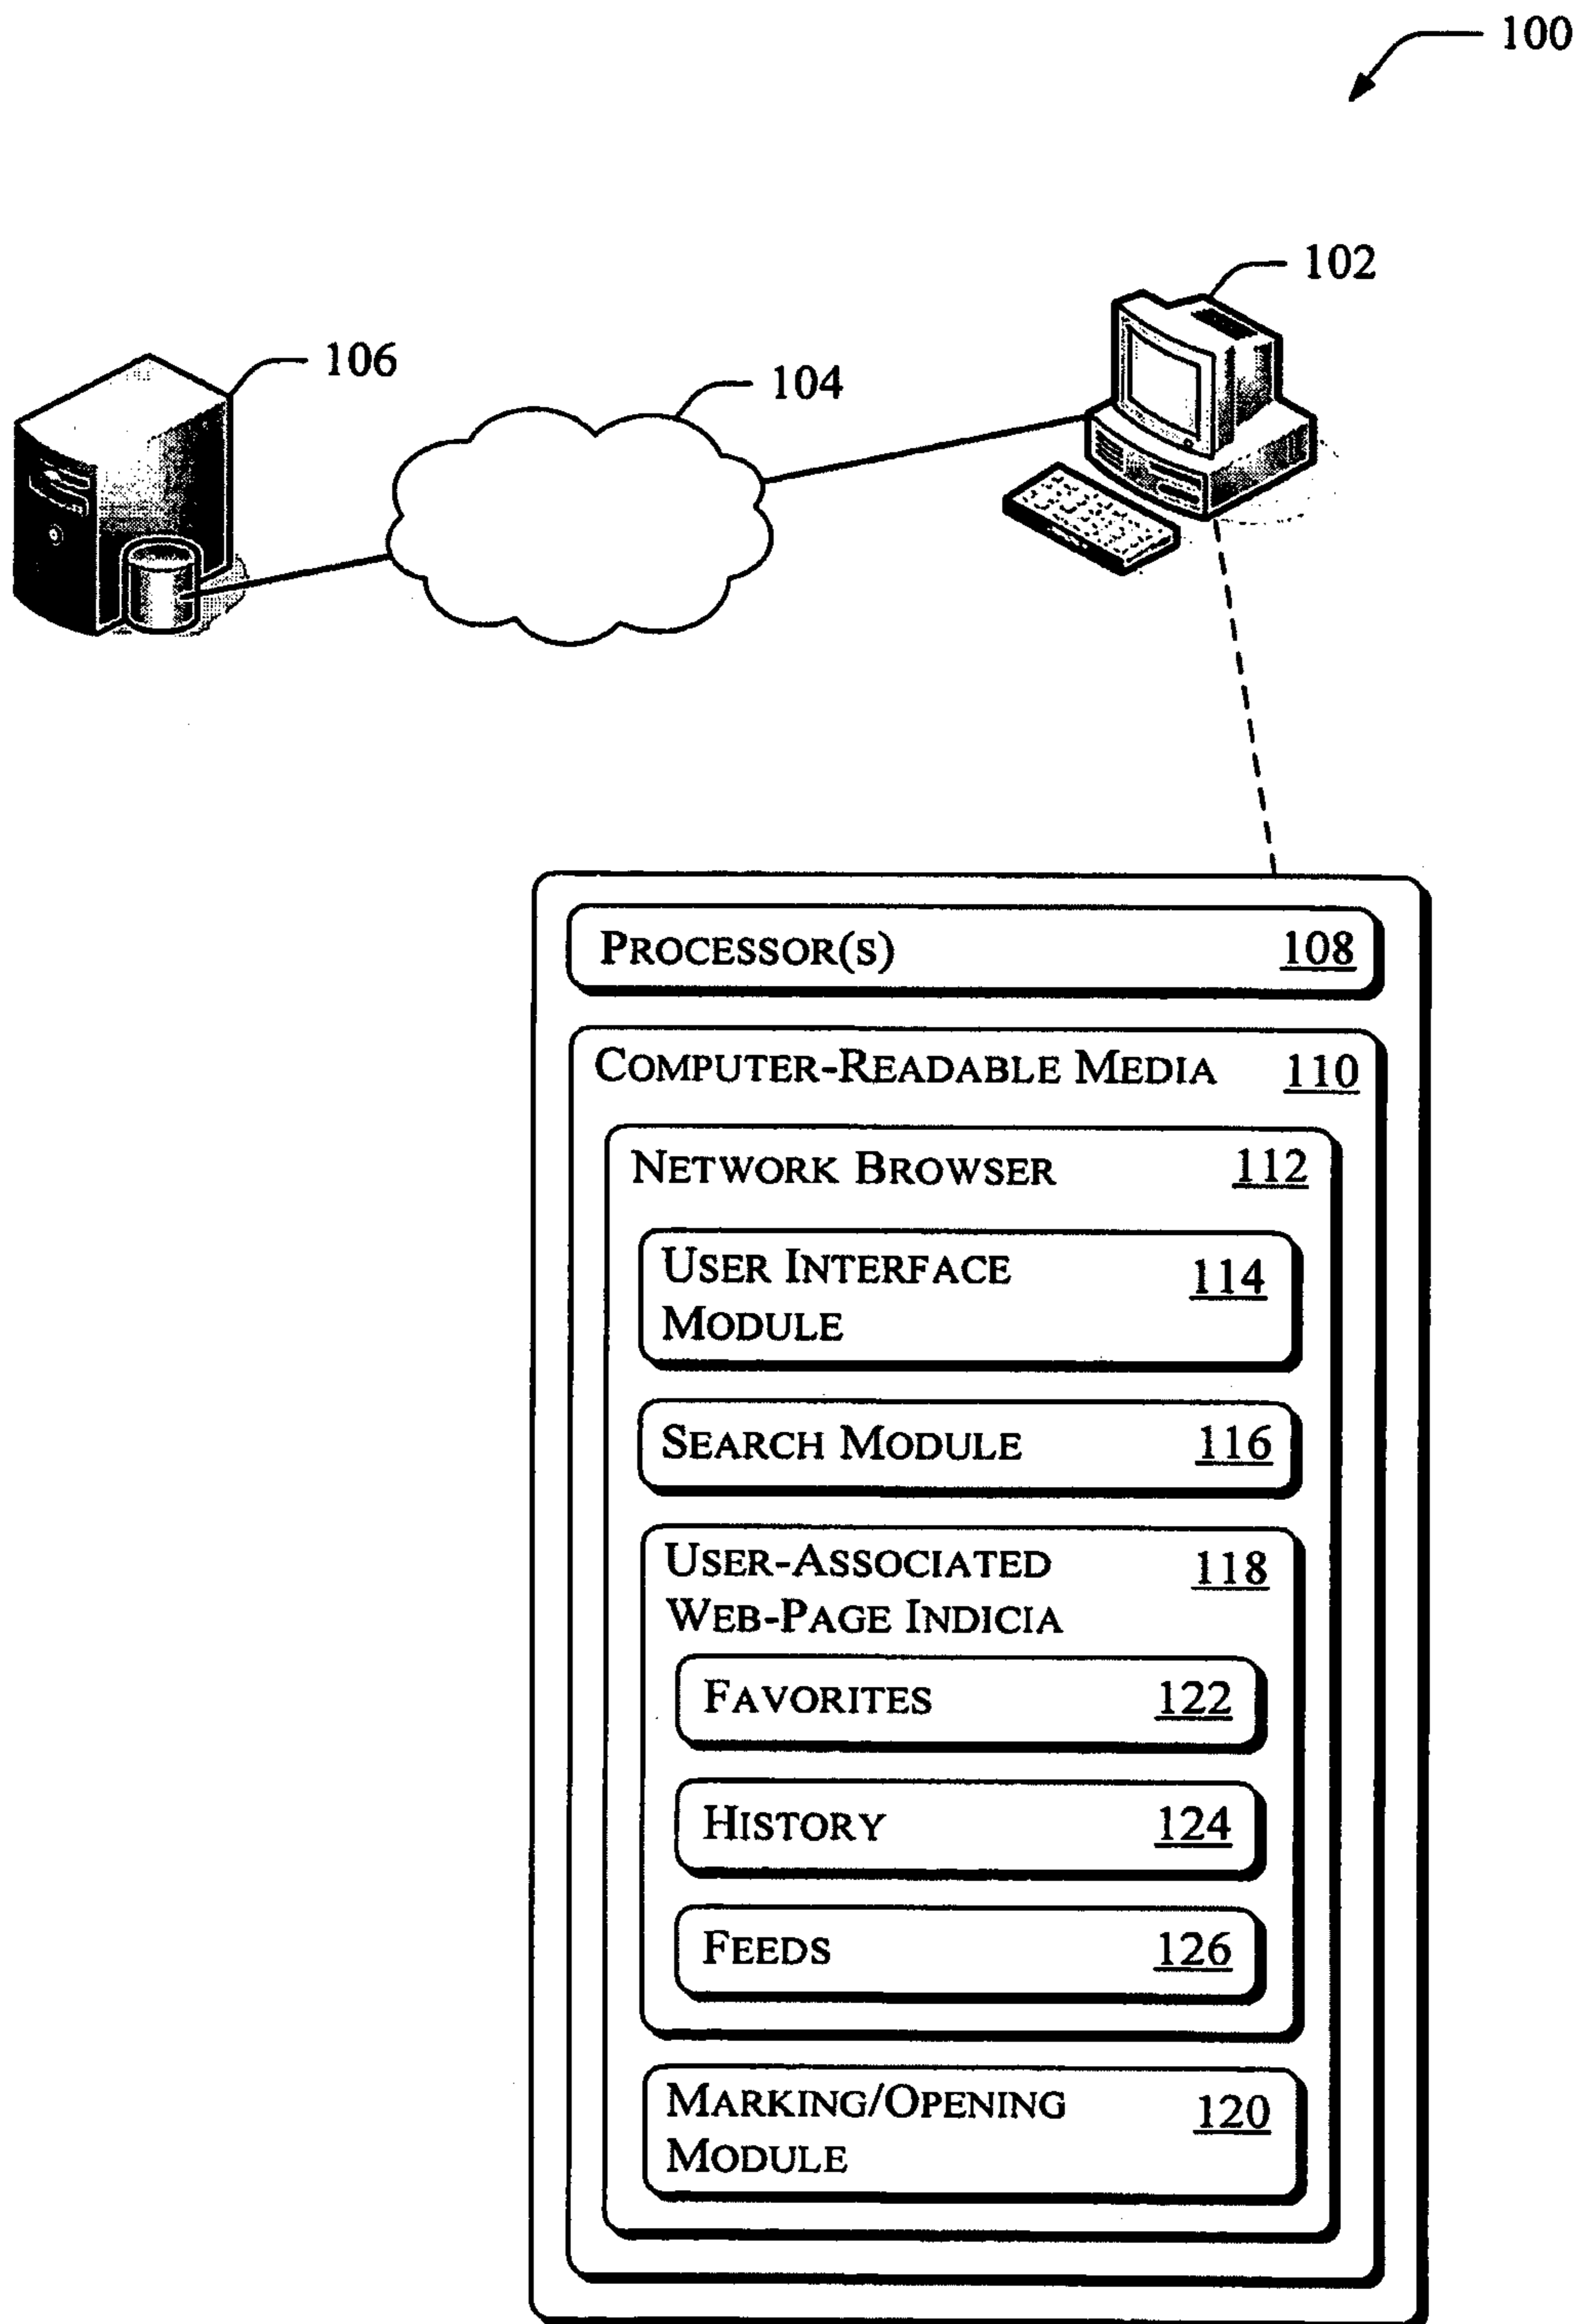 100
102
106
104
PROCESSOR(S) 108
COMPUTER-READABLE MEDIA 110
NETWORK BROWSER 112
USER INTERFACE 114
MODULE
SEARCH MODULE 116
USER-ASSOCIATED 118
WEB-PAGE INDICIA
FAVORITES 122
HISTORY 124
FEEDS 126
MARKING/OPENING 120
MODULE